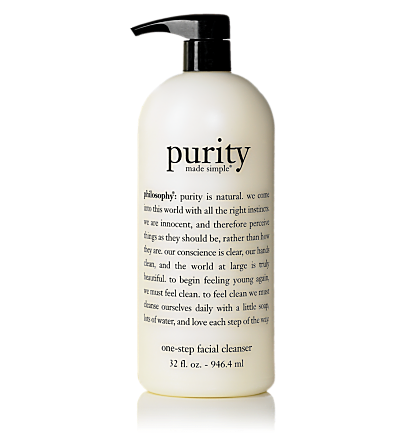 purity
made simple®
philosophy®: purity is natural. we come
into this world with all the right instincts.
we are innocent, and therefore perceive
things as they should be, rather than how
they are. our conscience is clear, our hands
clean, and the world at large is truly
beautiful. to begin feeling young again,
we must feel clean. to feel clean we must
cleanse ourselves daily with a little soap,
lots of water, and love each step of the way.
one-step facial cleanser
32 fl. oz. - 946.4 ml